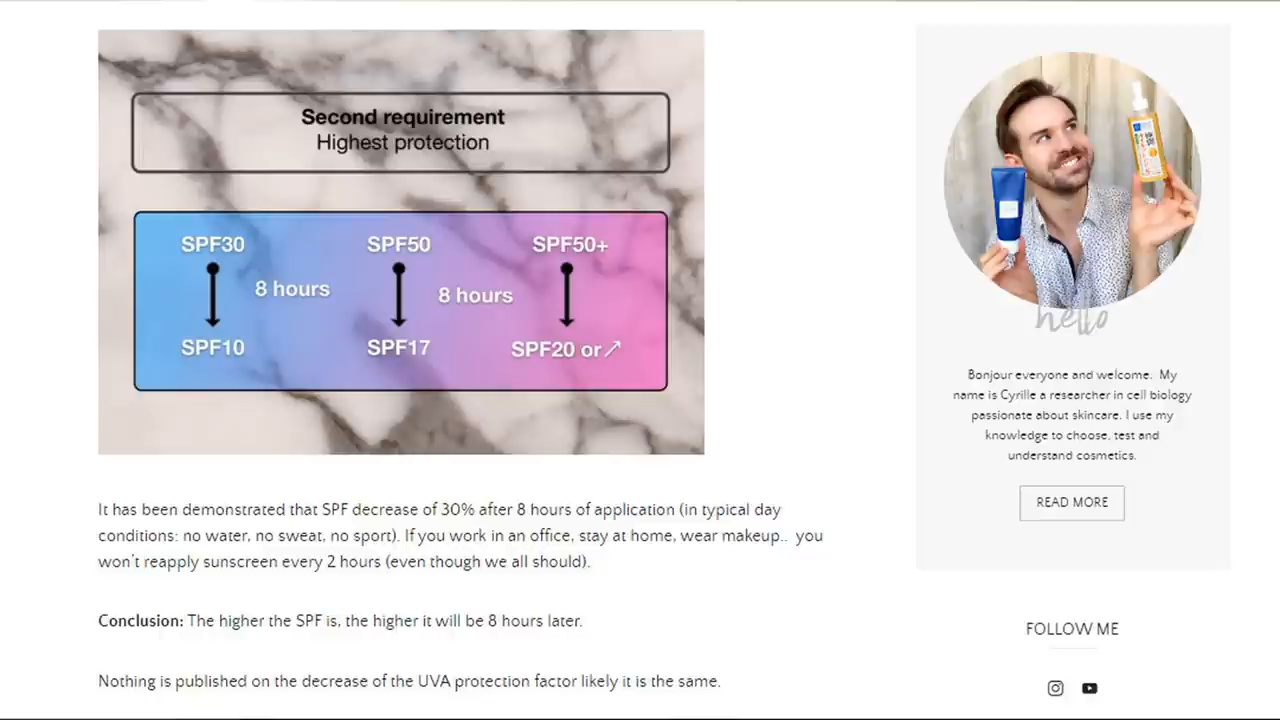 Second requirement
Highest protection
SPF30 SPF50 SPF50+
8 hours 8 hours
SPF10 SPF17 SPF20 or↗
It has been demonstrated that SPF decrease of 30% after 8 hours of application (in typical day
conditions: no water, no sweat, no sport). If you work in an office, stay at home, wear makeup.. you
won't reapply sunscreen every 2 hours (even though we all should).
Conclusion: The higher the SPF is, the higher it will be 8 hours later.
Nothing is published on the decrease of the UVA protection factor likely it is the same.
hello
Bonjour everyone and welcome. My
name is Cyrille a researcher in cell biology
passionate about skincare. I use my
knowledge to choose, test and
understand cosmetics.
READ MORE
FOLLOW ME